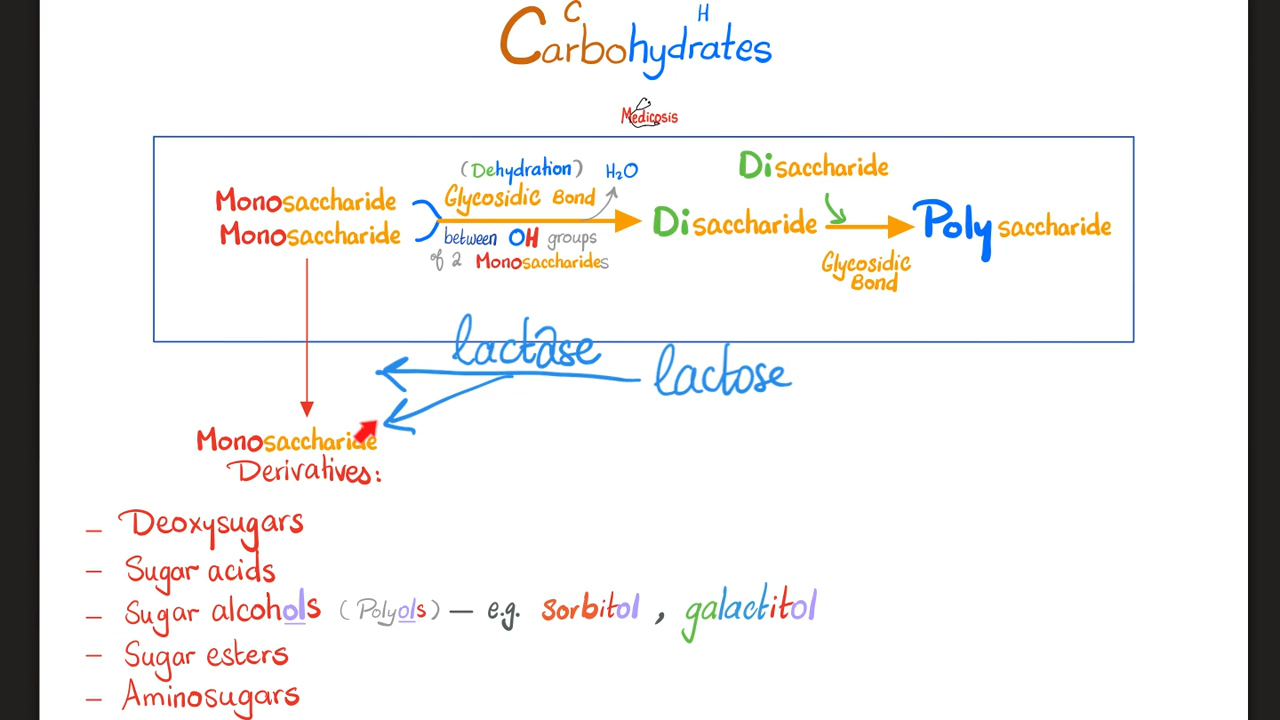 C H
Carbohydrates
Medicosis
(Dehydration) H₂O
Disaccharide
Monosaccharide Glycosidic Bond
Monosaccharide between OH groups Disaccharide Polysaccharide
of 2 Monosaccharides Glycosidic
Bond
lactase
lactose
Monosaccharide
Derivatives:
- Deoxysugars
- Sugar acids
- Sugar alcohols (Polyols) — e.g. sorbitol, galactitol
- Sugar esters
- Aminosugars